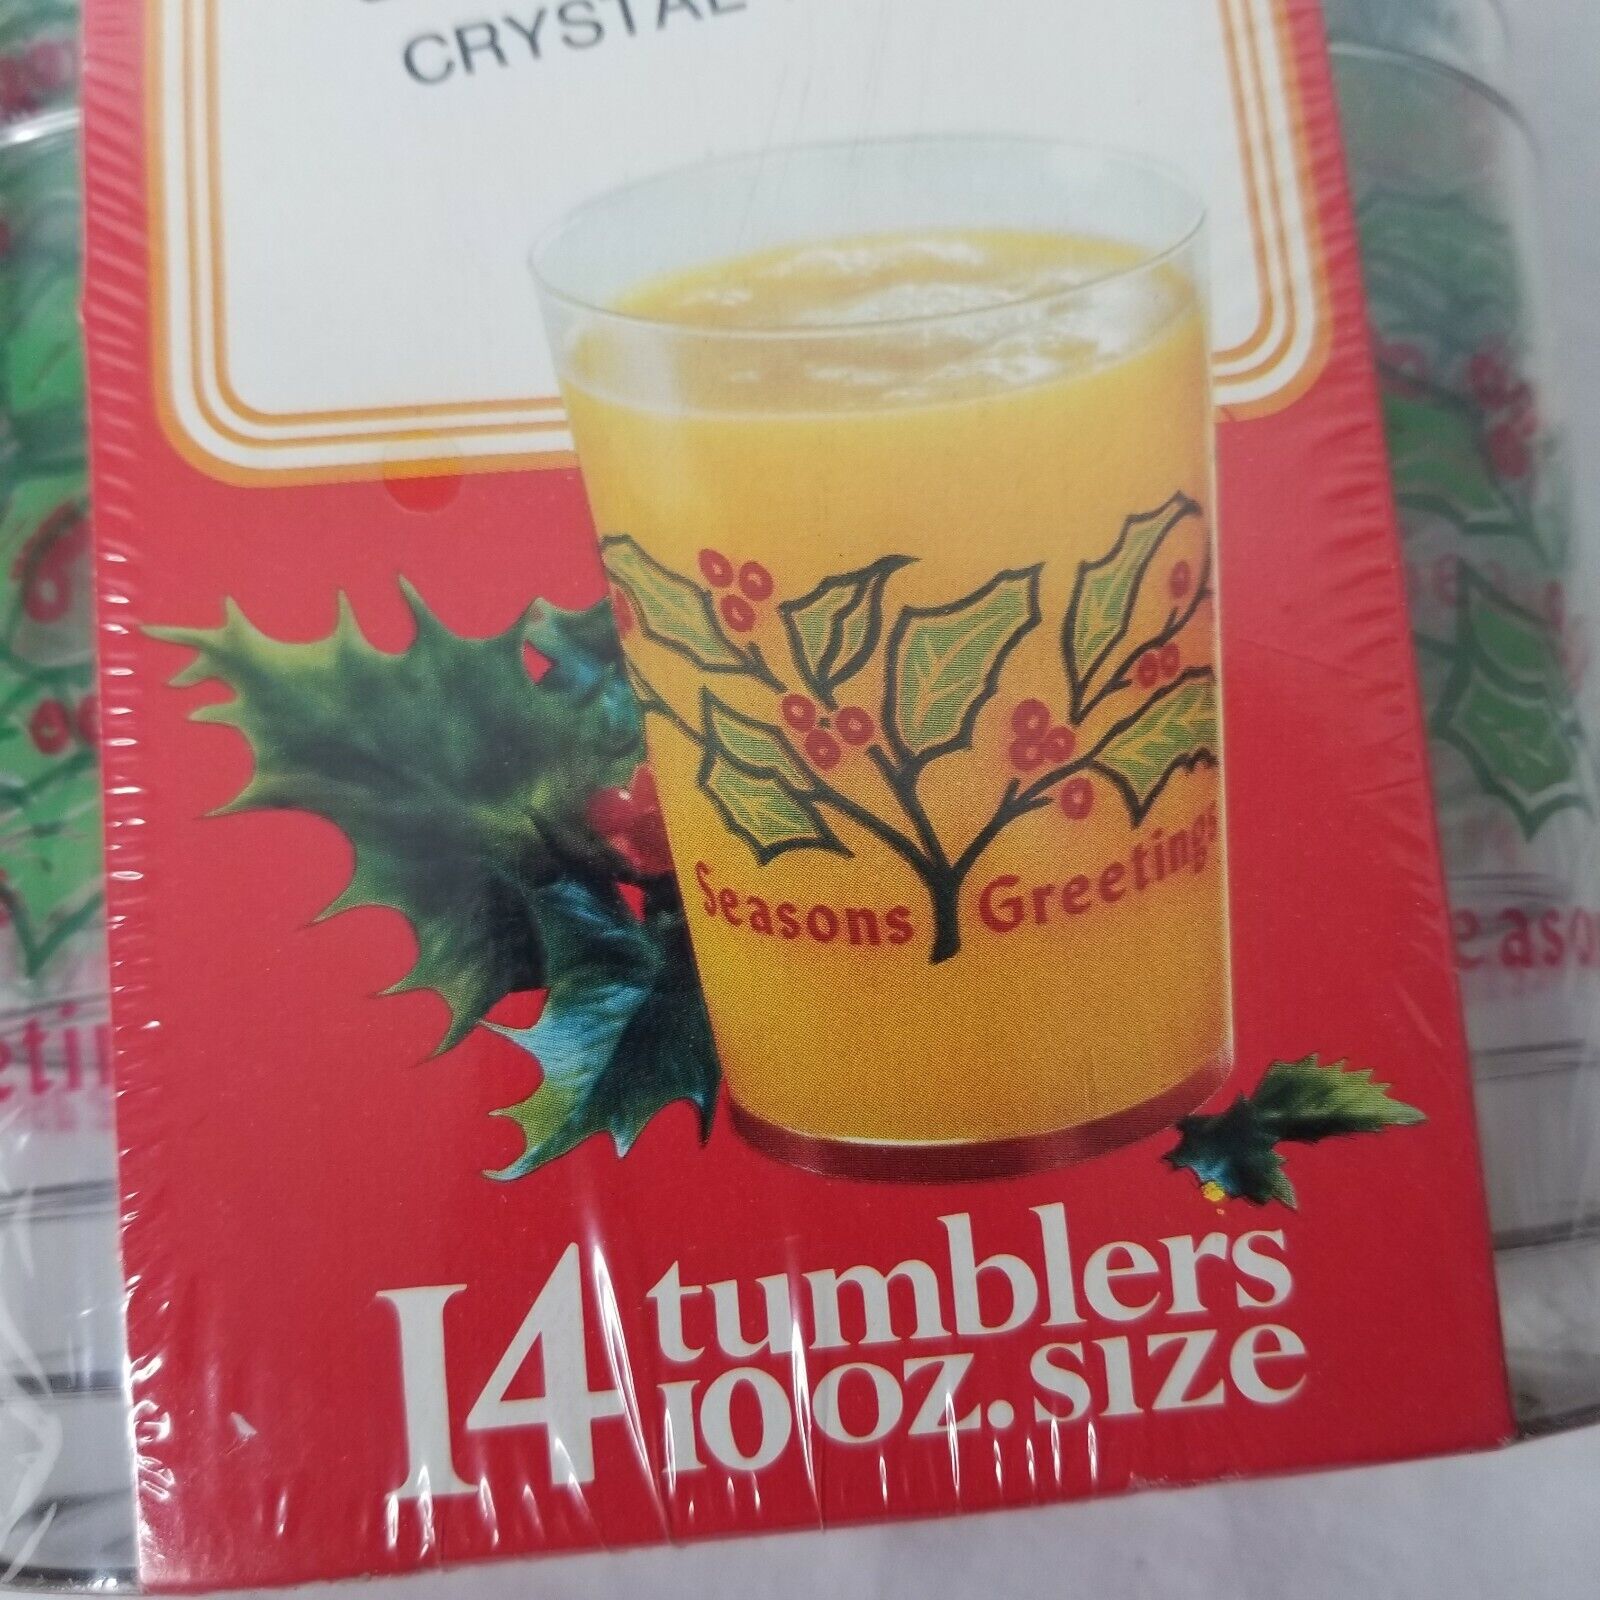 CRYSTAL
Seasons Greetings
14 tumblers
10 oz. size